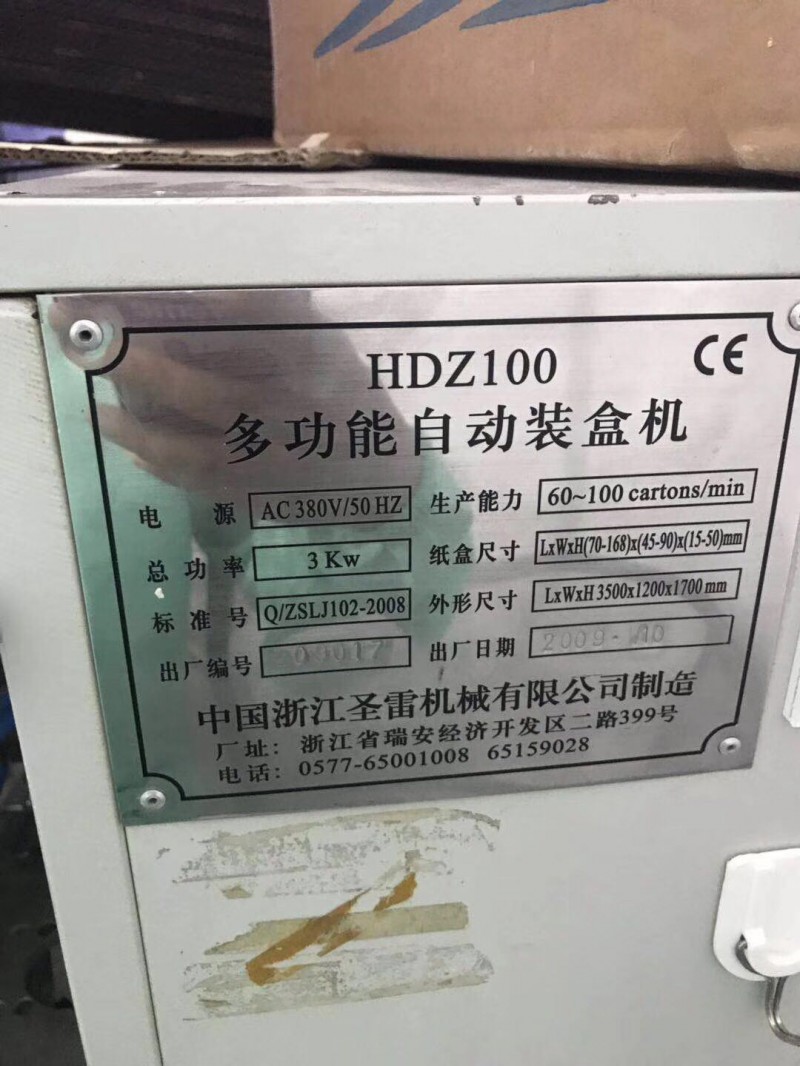 HDZ100 CE
多功能自动装盒机
电源 AC 380V/50 HZ 生产能力 60~100 cartons/min
总功率 3 Kw 纸盒尺寸 LxWxH(70-168)x(45-90)x(15-50)mm
标准号 Q/ZSLJ102-2008 外形尺寸 LxWxH 3500x1200x1700 mm
出厂编号 09017 出厂日期 2009-10
中国浙江圣雷机械有限公司制造
厂址: 浙江省瑞安经济开发区二路399号
电话: 0577-65001008 65159028